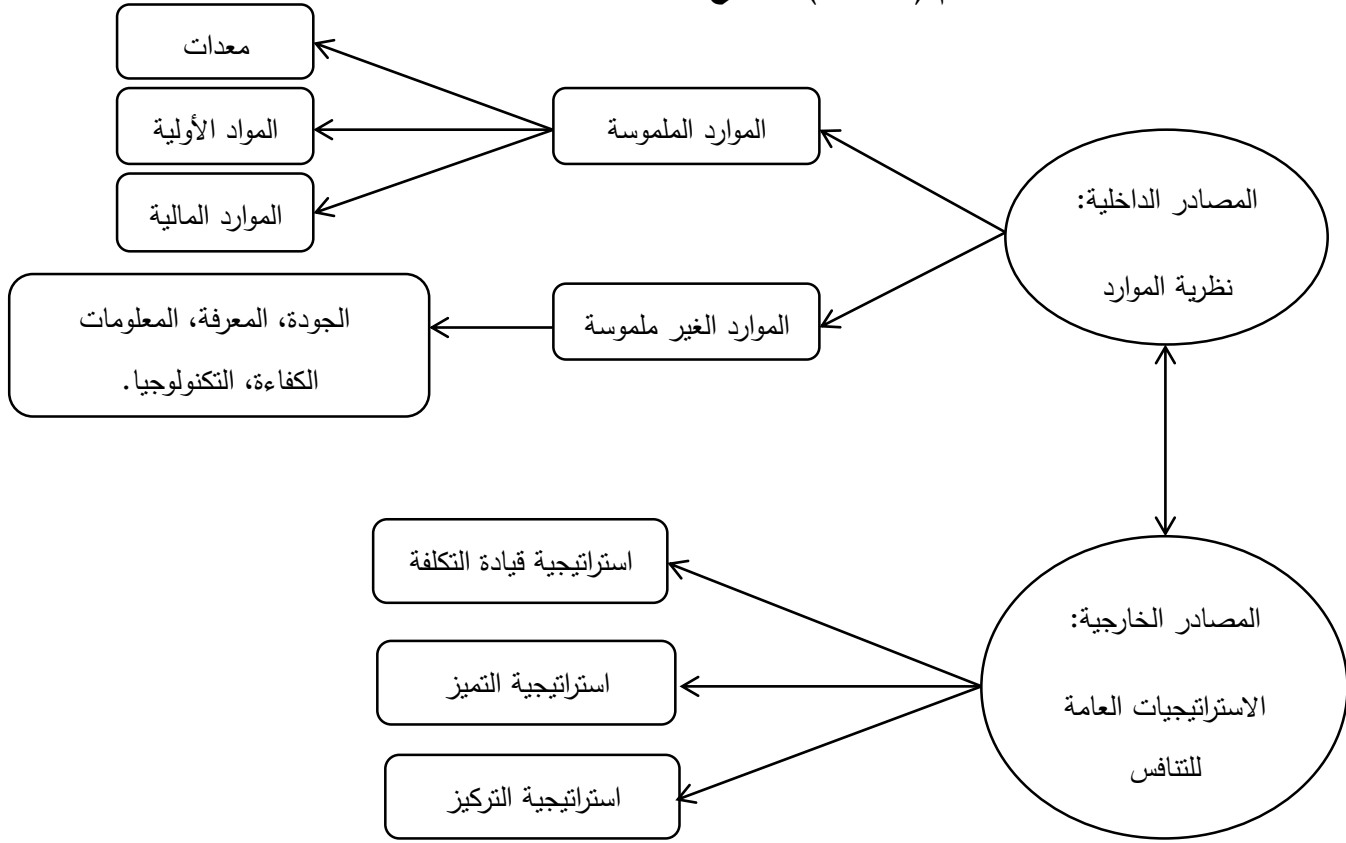 معدات
المواد الأولية
الموارد المالية
الموارد الملموسة
المصادر الداخلية:
نظرية الموارد
الموارد الغير ملموسة
الجودة، المعرفة، المعلومات
الكفاءة، التكنولوجيا.
استراتيجية قيادة التكلفة
استراتيجية التميز
استراتيجية التركيز
المصادر الخارجية:
الاستراتيجيات العامة
للتنافس